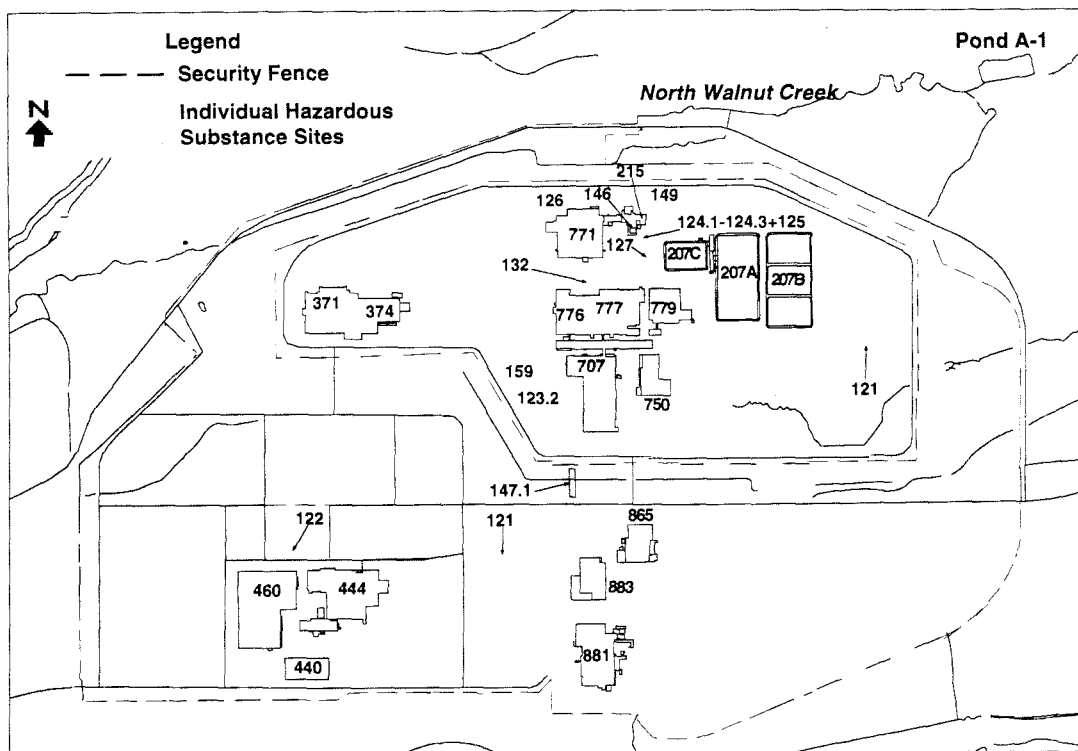 Legend
Pond A-1
Security Fence
N
Individual Hazardous
Substance Sites
North Walnut Creek
215
126
146
149
771
124.1-124.3+125
127
207C
207A
207B
132
371
374
776
777
779
159
707
123.2
750
121
147.1
122
121
865
460
444
883
440
881